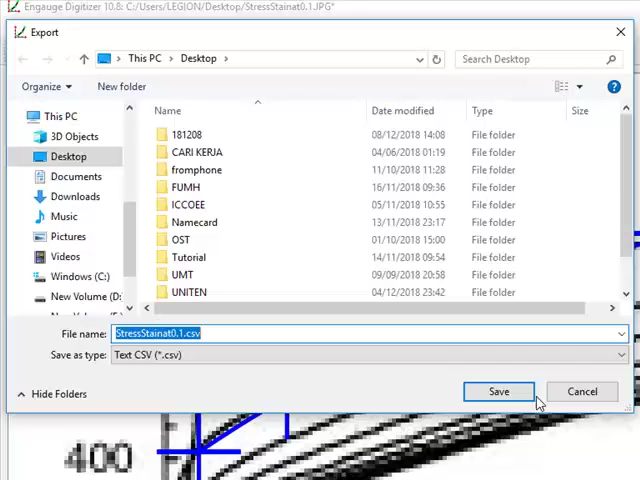 Engauge Digitizer 10.8: C:/Users/LEGION/Desktop/StressStainat0.1.JPG*
Export
This PC > Desktop >
Search Desktop
Organize
New folder
This PC
3D Objects
Desktop
Documents
Downloads
Music
Pictures
Videos
Windows (C:)
New Volume (D:
Name Date modified Type Size
181208 08/12/2018 14:08 File folder
CARI KERJA 04/06/2018 01:19 File folder
fromphone 11/10/2018 11:28 File folder
FUMH 16/11/2018 09:36 File folder
ICCOEE 05/11/2018 10:55 File folder
Namecard 13/11/2018 23:17 File folder
OST 01/10/2018 15:00 File folder
Tutorial 14/11/2018 09:54 File folder
UMT 09/09/2018 20:58 File folder
UNITEN 04/12/2018 23:42 File folder
File name: StressStainat0.1.csv
Save as type: Text CSV (*.csv)
Hide Folders
Save
Cancel
400